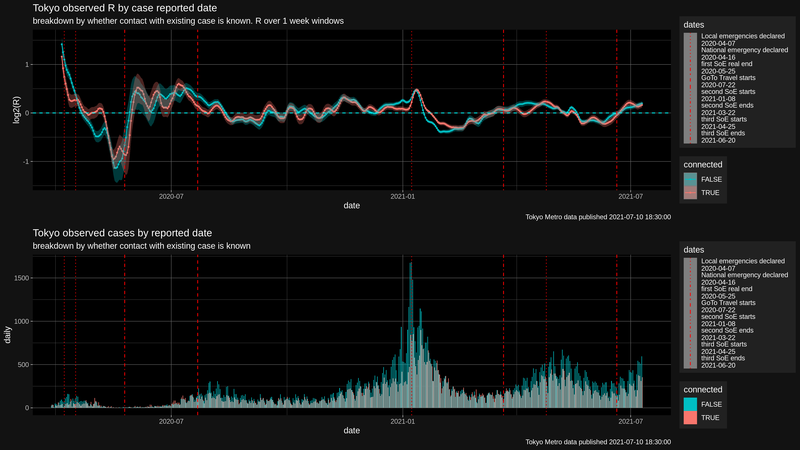 Tokyo observed R by case reported date
breakdown by whether contact with existing case is known. R over 1 week windows
log2(R)
1
0
-1
2020-07
2021-01
2021-07
date
Tokyo Metro data published 2021-07-10 18:30:00
dates
Local emergencies declared
2020-04-07
National emergency declared
2020-04-16
first SoE real end
2020-05-25
GoTo Travel starts
2020-07-22
second SoE starts
2021-01-08
second SoE ends
2021-03-22
third SoE starts
2021-04-25
third SoE ends
2021-06-20
connected
FALSE
TRUE
Tokyo observed cases by reported date
breakdown by whether contact with existing case is known
daily
1500
1000
500
0
2020-07
2021-01
2021-07
date
Tokyo Metro data published 2021-07-10 18:30:00
dates
Local emergencies declared
2020-04-07
National emergency declared
2020-04-16
first SoE real end
2020-05-25
GoTo Travel starts
2020-07-22
second SoE starts
2021-01-08
second SoE ends
2021-03-22
third SoE starts
2021-04-25
third SoE ends
2021-06-20
connected
FALSE
TRUE